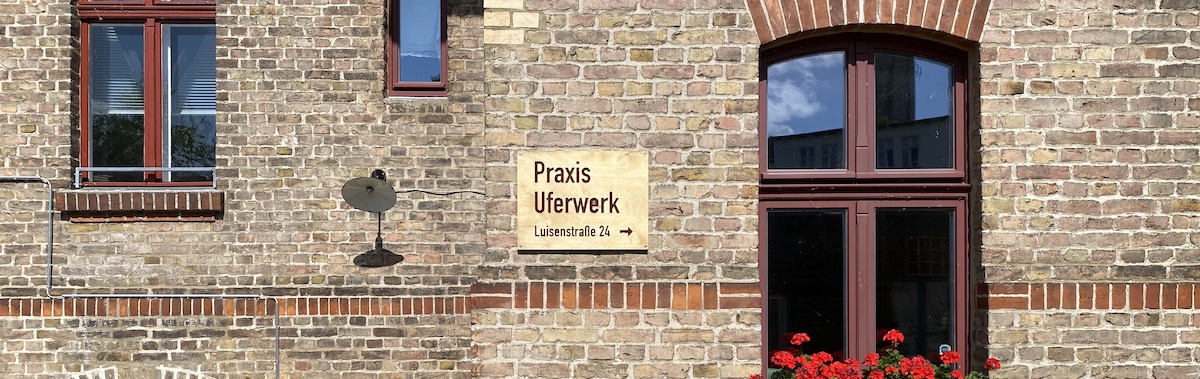 Praxis
Uferwerk
Luisenstraße 24 →